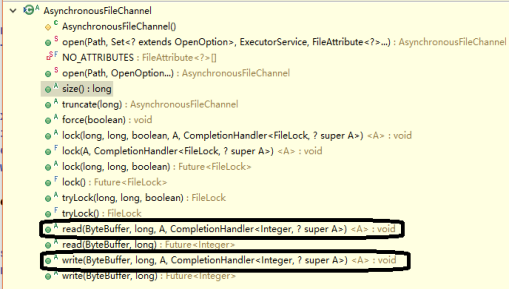 AsynchronousFileChannel
AsynchronousFileChannel()
open(Path, Set<? extends OpenOption>, ExecutorService, FileAttribute<?>...) : AsynchronousFileChannel
NO_ATTRIBUTES : FileAttribute<?>[]
open(Path, OpenOption...) : AsynchronousFileChannel
size() : long
truncate(long) : AsynchronousFileChannel
force(boolean) : void
lock(long, long, boolean, A, CompletionHandler<FileLock, ? super A>) <A> : void
lock(A, CompletionHandler<FileLock, ? super A>) <A> : void
lock(long, long, boolean) : Future<FileLock>
lock() : Future<FileLock>
tryLock(long, long, boolean) : FileLock
tryLock() : FileLock
read(ByteBuffer, long, A, CompletionHandler<Integer, ? super A>) <A> : void
read(ByteBuffer, long) : Future<Integer>
write(ByteBuffer, long, A, CompletionHandler<Integer, ? super A>) <A> : void
write(ByteBuffer, long) : Future<Integer>